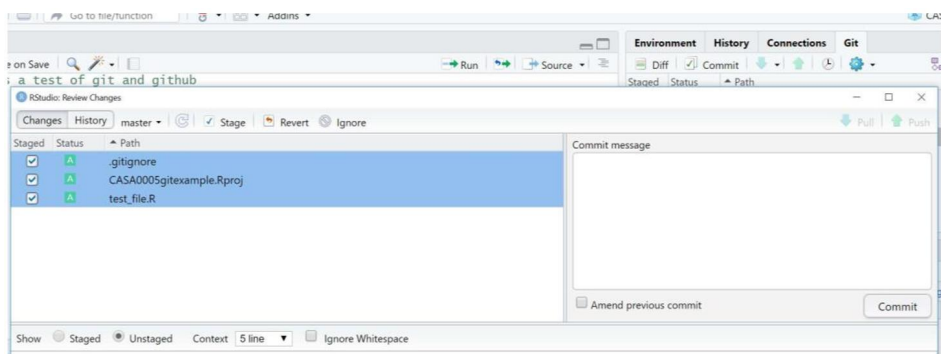 Go to file/function Addins CAS
Environment History Connections Git
e on Save Run Source Diff Commit
s a test of git and github Staged Status Path
RStudio: Review Changes
Changes History master Stage Revert Ignore Pull Push
Staged Status Path Commit message
A .gitignore
A CASA0005gitexample.Rproj
A test_file.R
Amend previous commit Commit
Show Staged Unstaged Context 5 line Ignore Whitespace